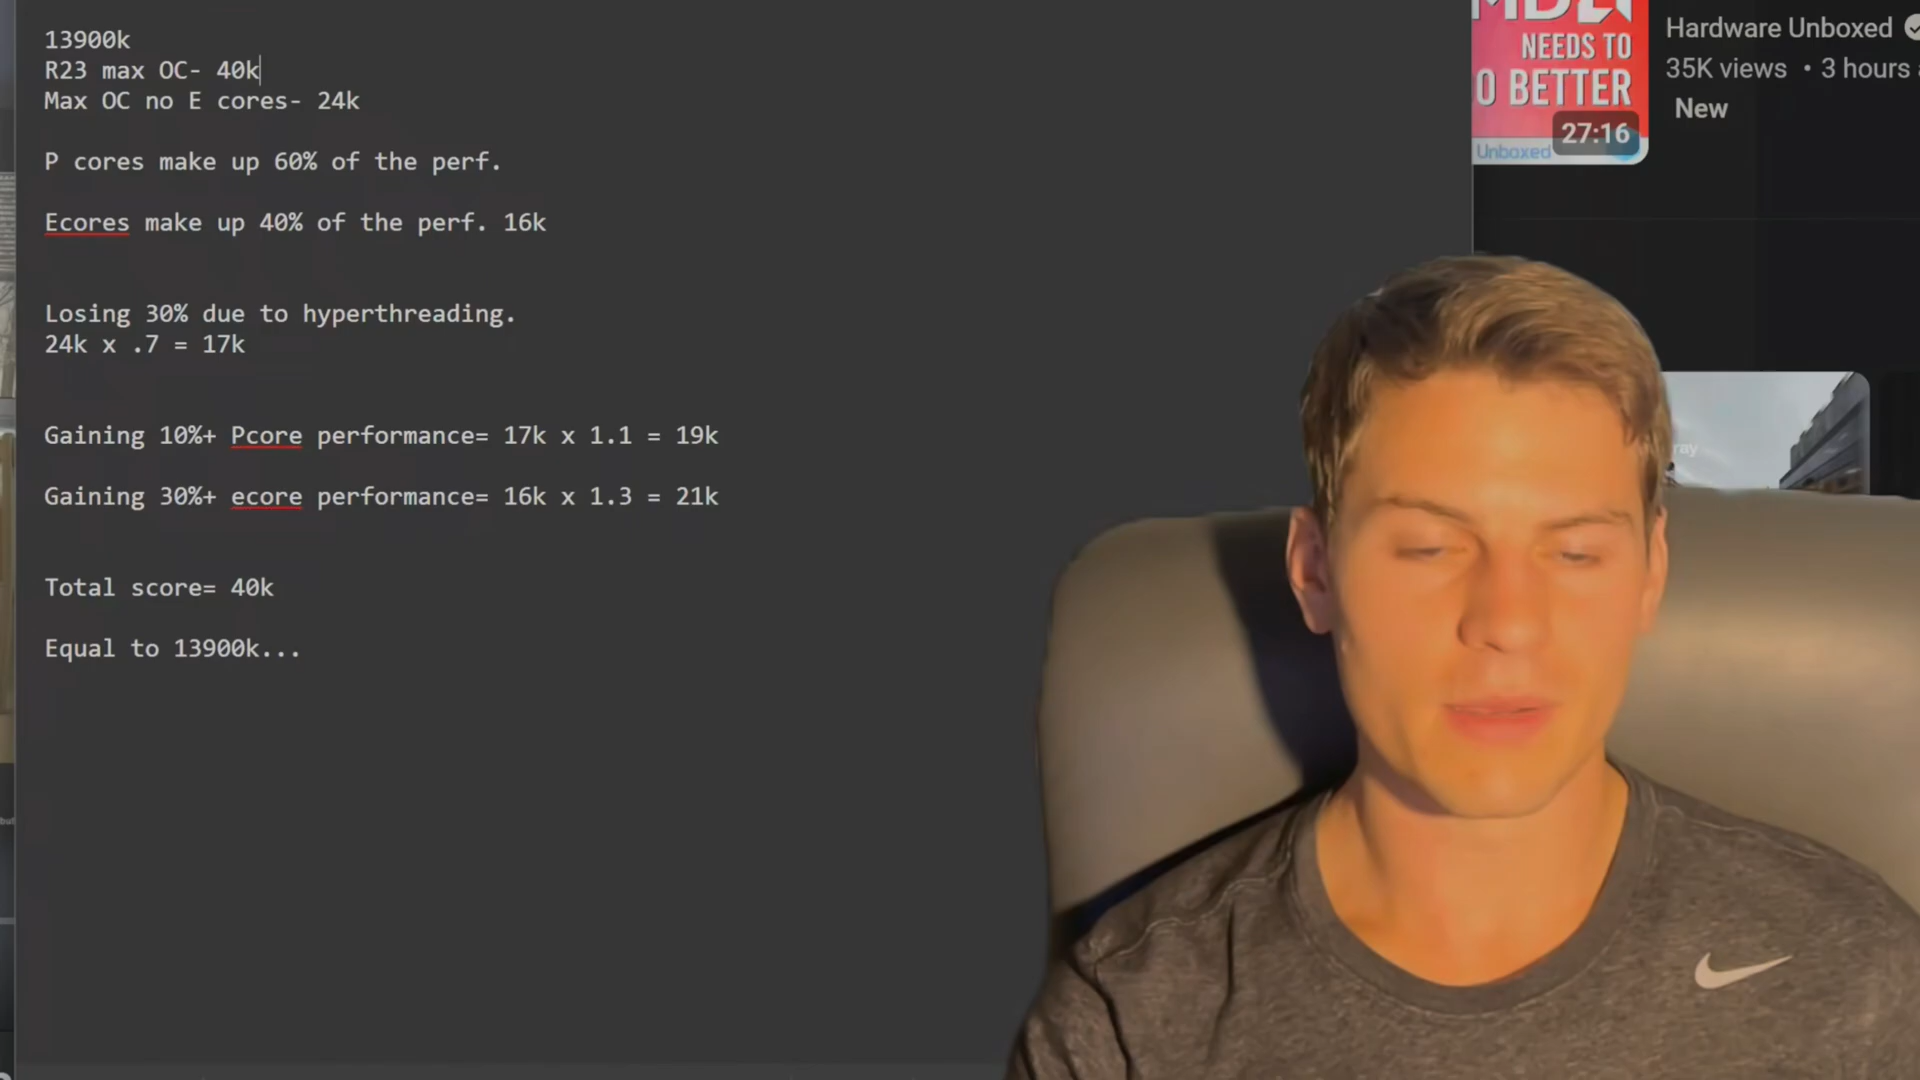 13900k
R23 max OC- 40k
Max OC no E cores- 24k
P cores make up 60% of the perf.
Ecores make up 40% of the perf. 16k
Losing 30% due to hyperthreading.
24k x .7 = 17k
Gaining 10%+ Pcore performance= 17k x 1.1 = 19k
Gaining 30%+ ecore performance= 16k x 1.3 = 21k
Total score= 40k
Equal to 13900k...
NEEDS TO
O BETTER
27:16
Unboxed
Hardware Unboxed
35K views • 3 hours
New
ray